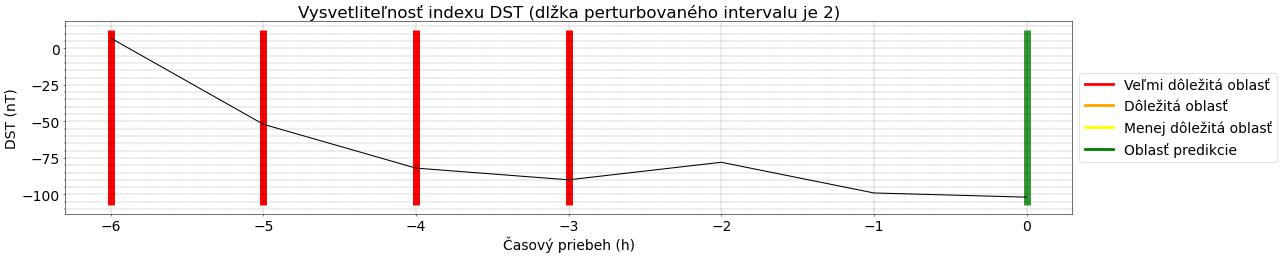 Vysvetliteľnosť indexu DST (dĺžka perturbovaného intervalu je 2)
DST (nT)
0
−25
−50
−75
−100
−6
−5
−4
−3
−2
−1
0
Časový priebeh (h)
Veľmi dôležitá oblasť
Dôležitá oblasť
Menej dôležitá oblasť
Oblasť predikcie